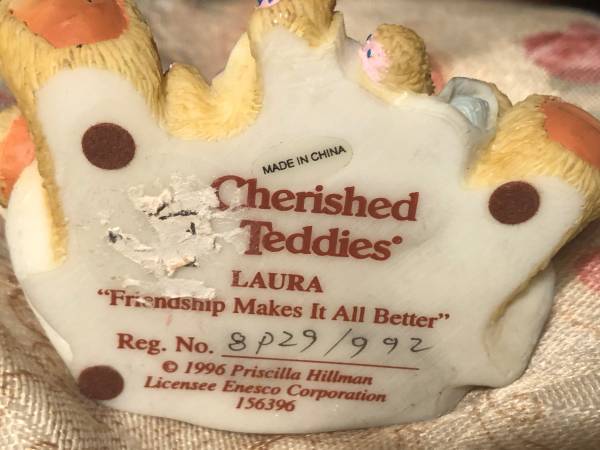 MADE IN CHINA
Cherished
Teddies®
LAURA
"Friendship Makes It All Better"
Reg. No. 8P29/992
© 1996 Priscilla Hillman
Licensee Enesco Corporation
156396